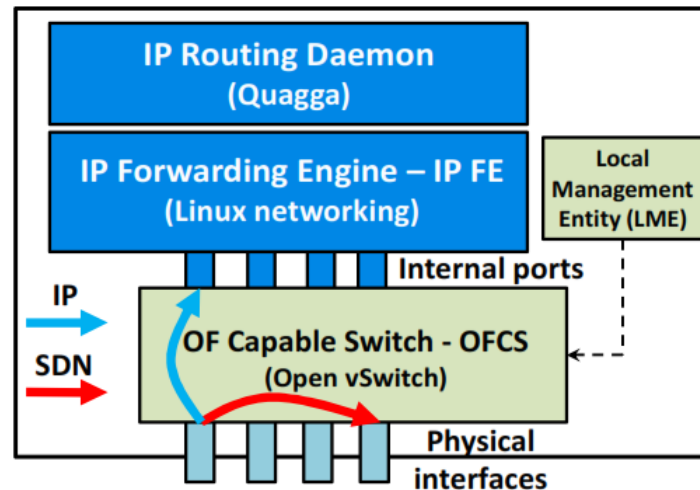 IP Routing Daemon
(Quagga)
IP Forwarding Engine – IP FE
(Linux networking)
Local
Management
Entity (LME)
Internal ports
IP
SDN
OF Capable Switch - OFCS
(Open vSwitch)
Physical
interfaces